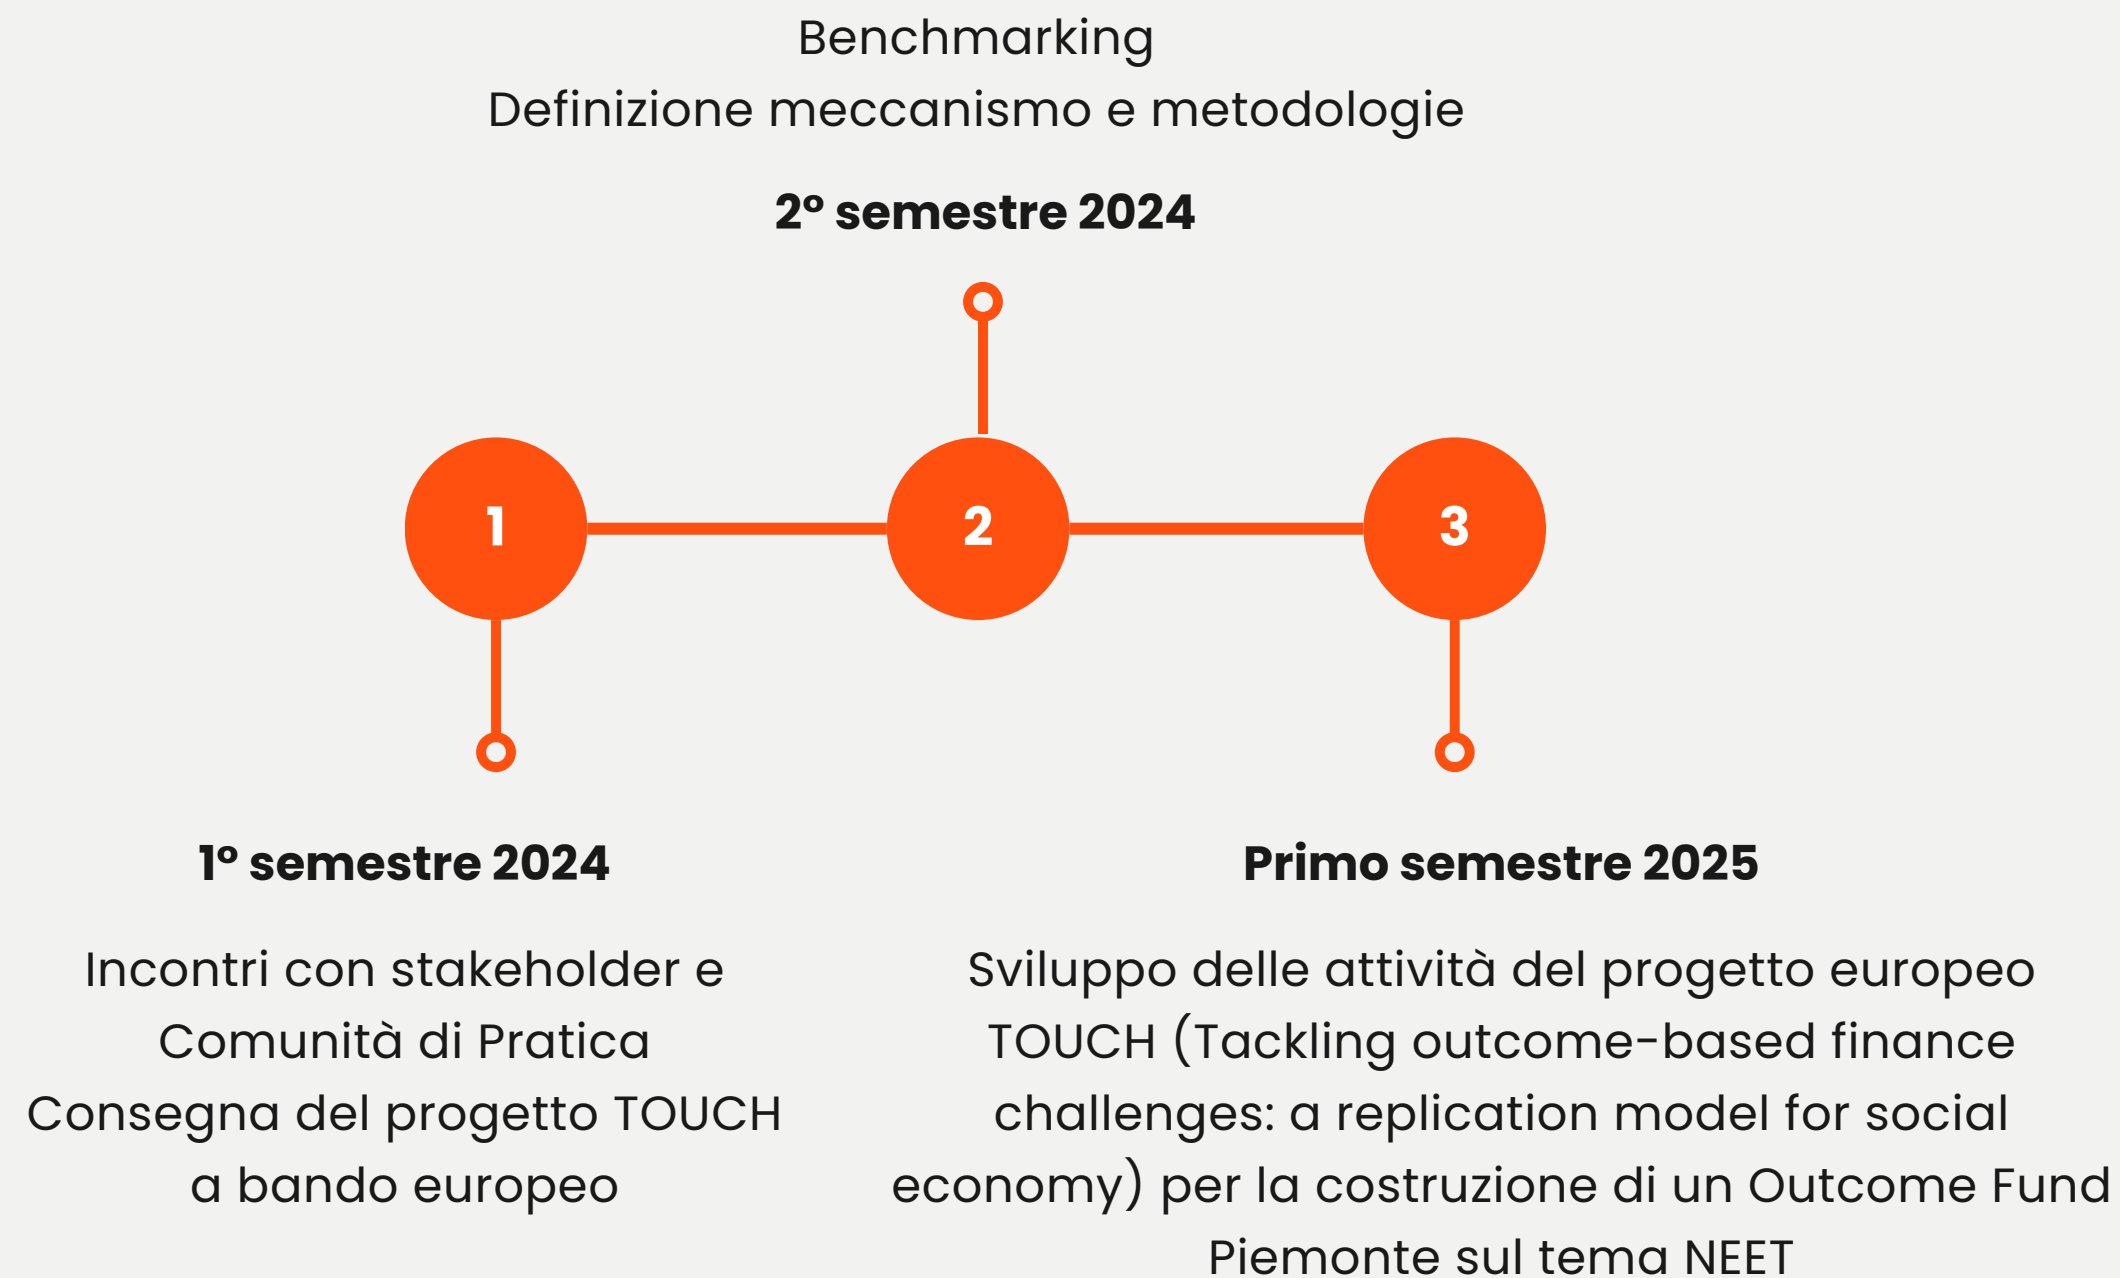 Benchmarking
Definizione meccanismo e metodologie
2° semestre 2024
1
2
3
1° semestre 2024
Incontri con stakeholder e
Comunità di Pratica
Consegna del progetto TOUCH
a bando europeo
Primo semestre 2025
Sviluppo delle attività del progetto europeo
TOUCH (Tackling outcome-based finance
challenges: a replication model for social
economy) per la costruzione di un Outcome Fund
Piemonte sul tema NEET